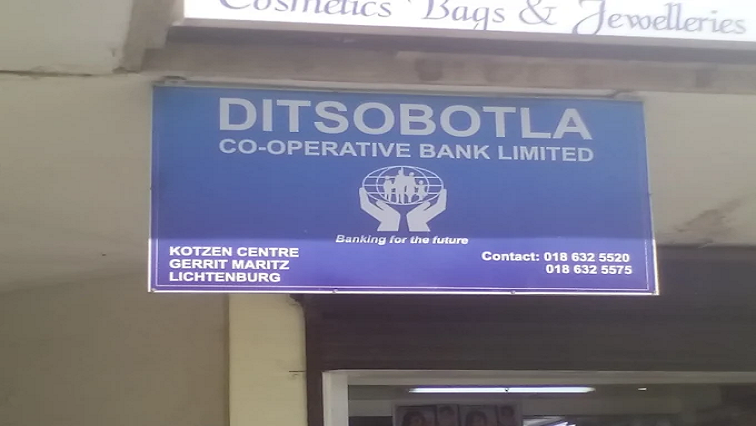 Cosmetics Bags & Jewelleries
DITSOBOTLA
CO-OPERATIVE BANK LIMITED
Banking for the future
KOTZEN CENTRE
GERRIT MARITZ
LICHTENBURG
Contact: 018 632 5520
018 632 5575